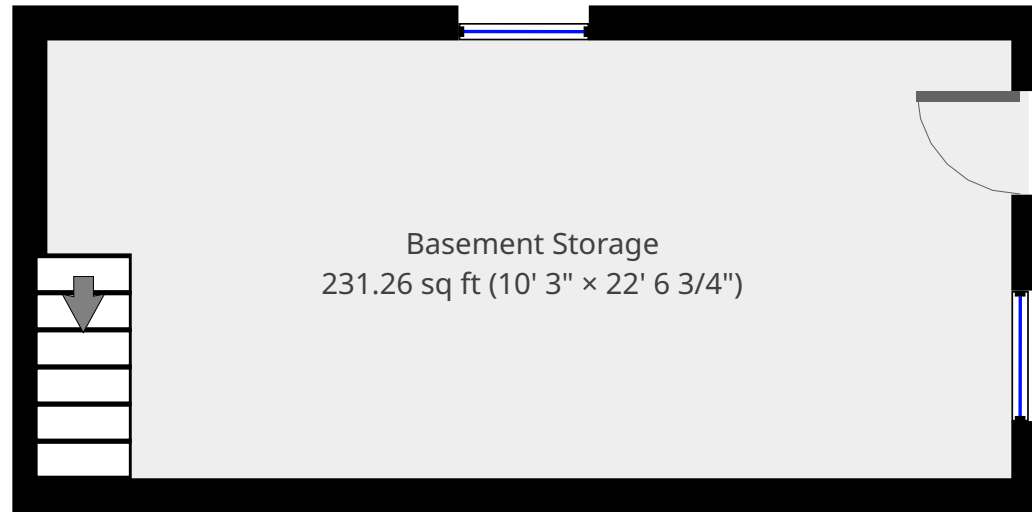 Basement Storage
231.26 sq ft (10' 3" × 22' 6 3/4")